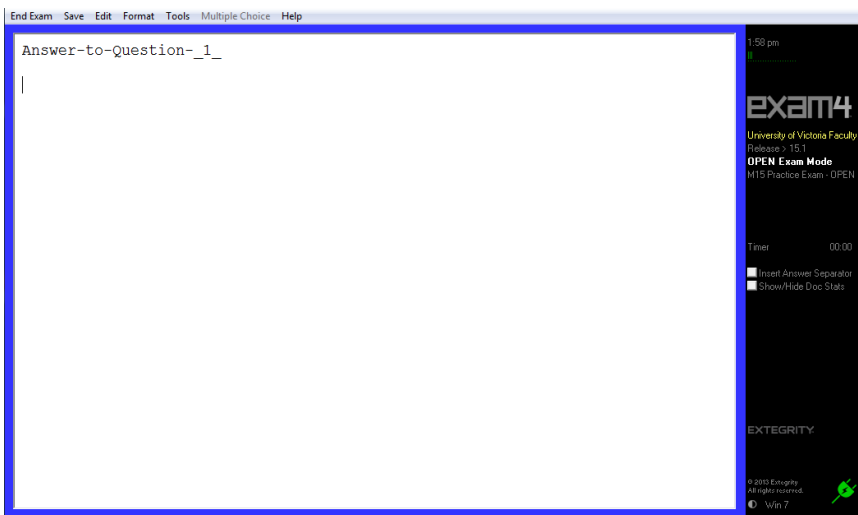 End Exam Save Edit Format Tools Multiple Choice Help
Answer-to-Question-_1_
1:58 pm
exam4
University of Victoria Faculty
Release > 15.1
OPEN Exam Mode
M15 Practice Exam - OPEN
Timer 00:00
Insert Answer Separator
Show/Hide Doc Stats
EXTEGRITY
© 2013 Extegrity
All rights reserved.
Win 7